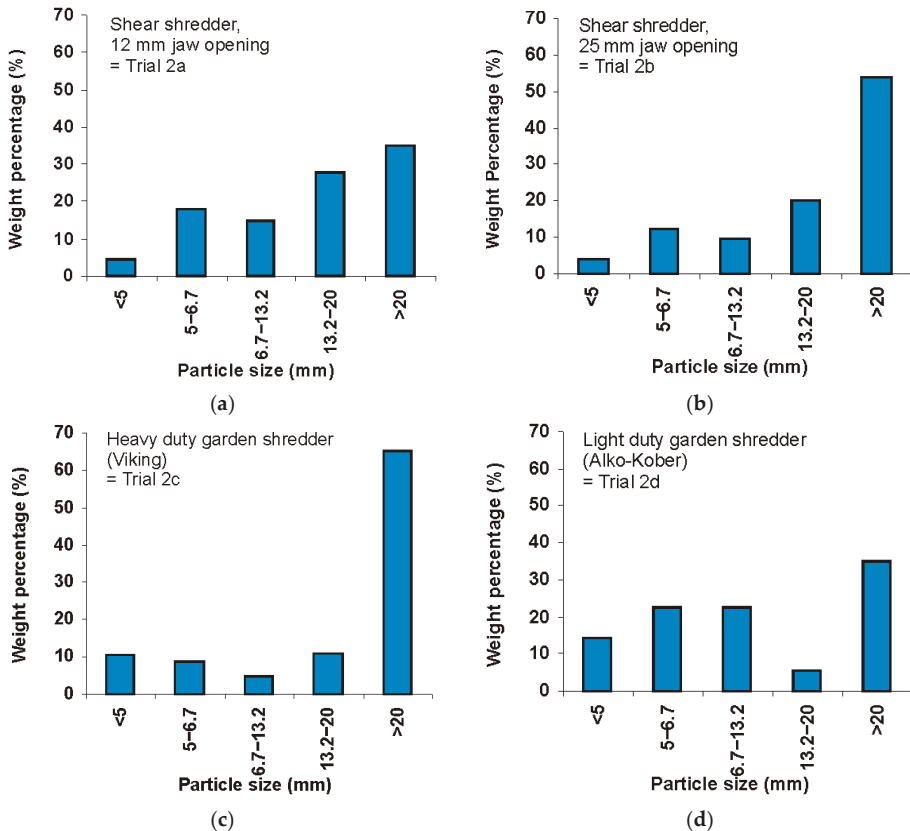 Shear shredder,
12 mm jaw opening
= Trial 2a
Weight percentage (%)
70
60
50
40
30
20
10
0
<5
5–6.7
6.7–13.2
13.2–20
>20
Particle size (mm)
(a)
Shear shredder,
25 mm jaw opening
= Trial 2b
Weight Percentage (%)
70
60
50
40
30
20
10
0
<5
5–6.7
6.7–13.2
13.2–20
>20
Particle size (mm)
(b)
Heavy duty garden shredder
(Viking)
= Trial 2c
Weight percentage (%)
70
60
50
40
30
20
10
0
<5
5–6.7
6.7–13.2
13.2–20
>20
Particle size (mm)
(c)
Light duty garden shredder
(Alko-Kober)
= Trial 2d
Weight percentage (%)
70
60
50
40
30
20
10
0
<5
5–6.7
6.7–13.2
13.2–20
>20
Particle size (mm)
(d)